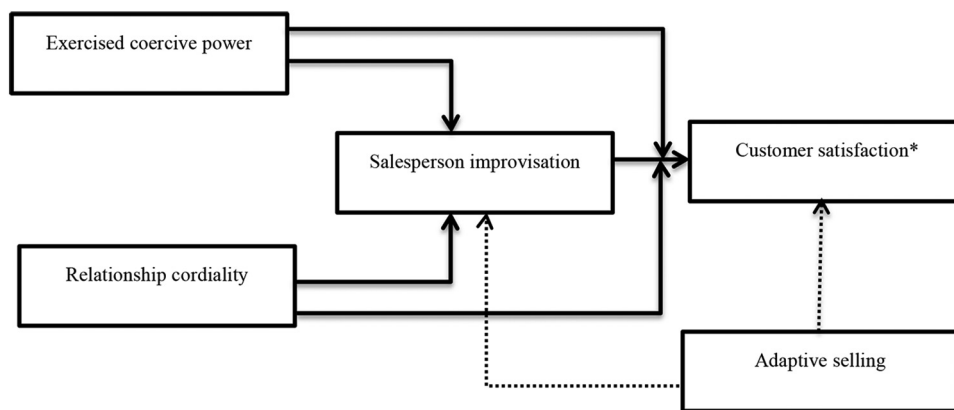 Exercised coercive power
Salesperson improvisation
Customer satisfaction*
Relationship cordiality
Adaptive selling